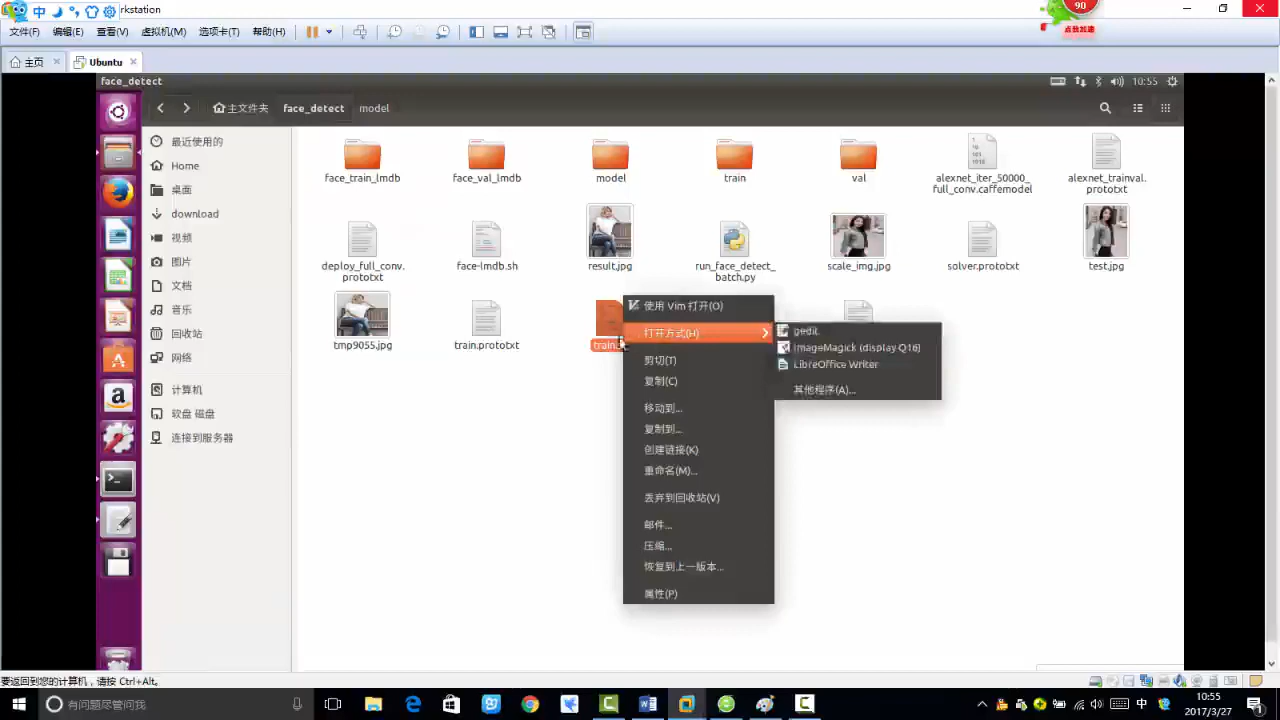 中
rkstation
90
点我加速
文件(F)
编辑(E)
查看(V)
虚拟机(M)
选项卡(T)
帮助(H)
主页
Ubuntu
face_detect
10:55
主文件夹
face_detect
model
最近使用的
Home
桌面
download
视频
图片
文档
音乐
回收站
网络
计算机
软盘 磁盘
连接到服务器
face_train_lmdb
face_val_lmdb
model
train
val
alexnet_iter_50000_
full_conv.caffemodel
alexnet_trainval.
prototxt
deploy_full_conv.
prototxt
face-lmdb.sh
result.jpg
run_face_detect_
batch.py
scale_img.jpg
solver.prototxt
test.jpg
tmp9055.jpg
train.prototxt
train.
使用 Vim 打开(O)
打开方式(H)
剪切(T)
复制(C)
移动到...
复制到...
创建链接(K)
重命名(M)...
丢弃到回收站(V)
邮件...
压缩...
恢复到上一版本...
属性(P)
gedit
ImageMagick (display Q16)
LibreOffice Writer
其他程序(A)...
要返回到您的计算机，请按 Ctrl+Alt。
有问题尽管问我
中
10:55
2017/3/27